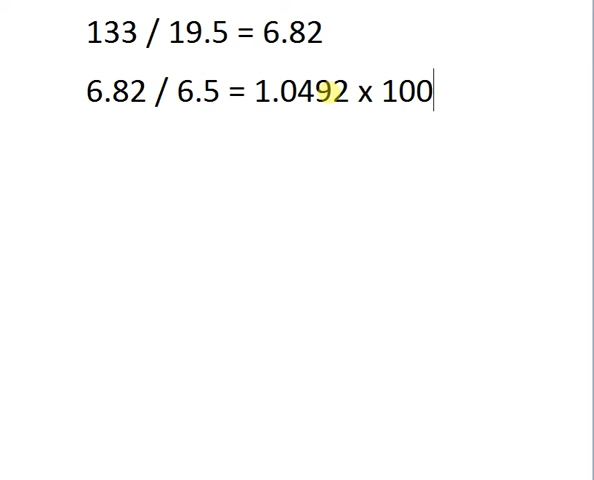 133 / 19.5 = 6.82
6.82 / 6.5 = 1.0492 x 100